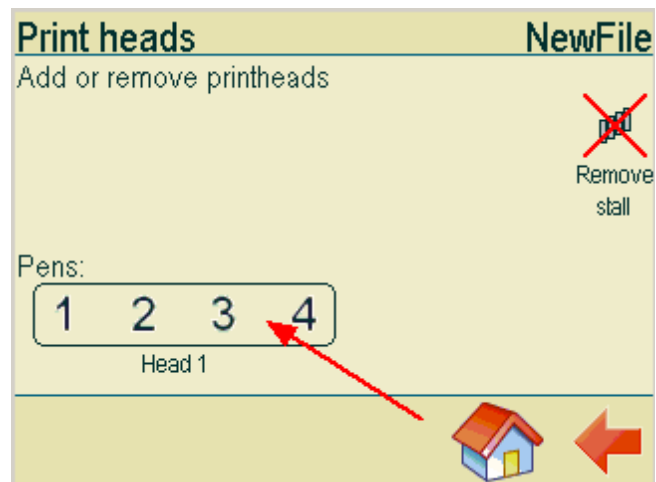 Print heads NewFile
Add or remove printheads
Remove
stall
Pens:
1 2 3 4
Head 1